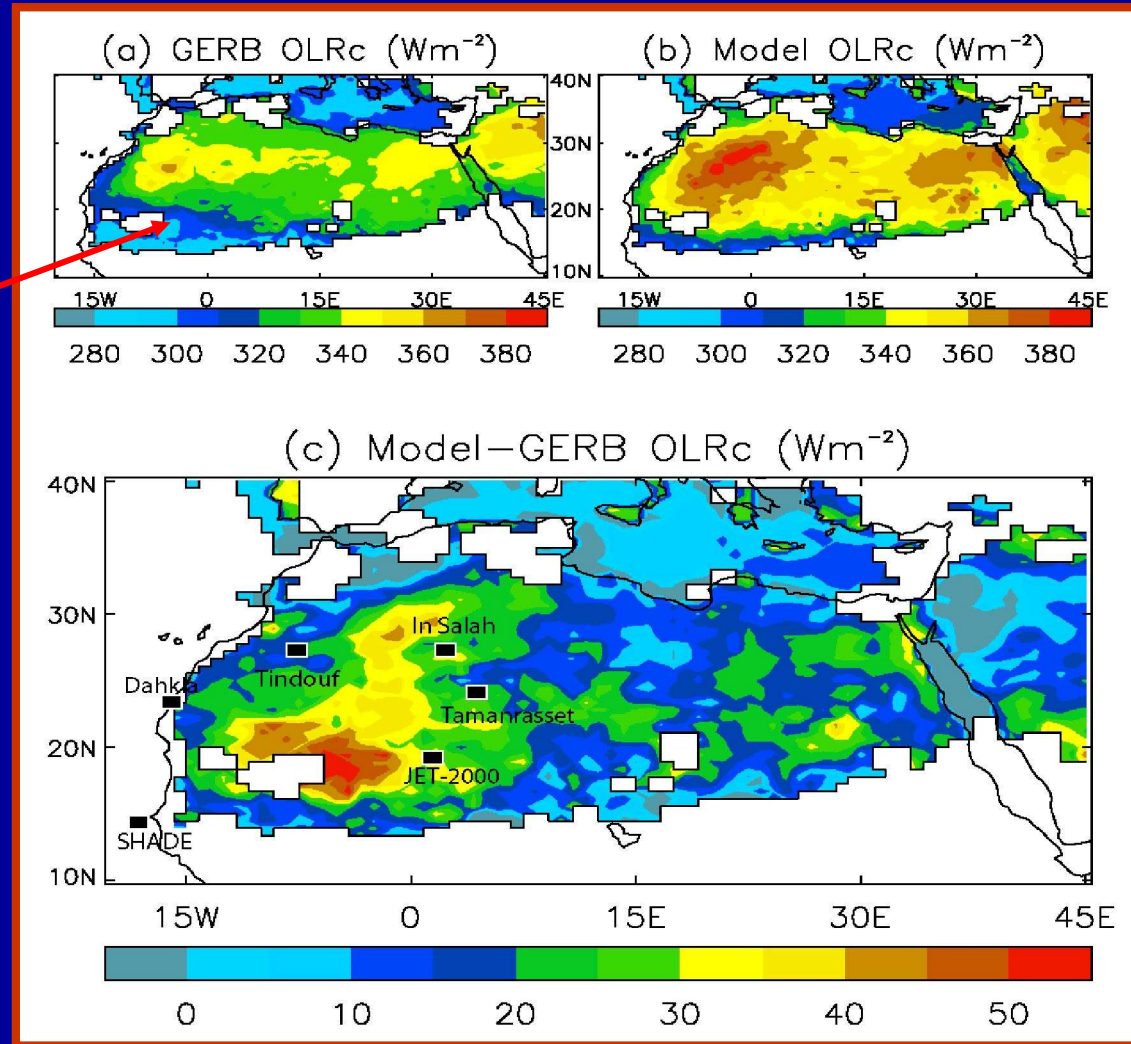 (a) GERB OLRc (Wm⁻²)
(b) Model OLRc (Wm⁻²)
40N
30N
20N
10N
15W 0 15E 30E 45E
15W 0 15E 30E 45E
280 300 320 340 360 380
280 300 320 340 360 380
(c) Model−GERB OLRc (Wm⁻²)
40N
30N
In Salah
Tindouf
Dahkla
Tamanrasset
20N
JET-2000
SHADE
10N
15W 0 15E 30E 45E
0 10 20 30 40 50